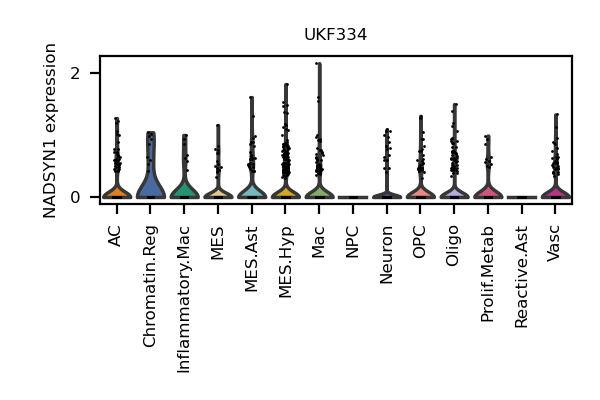 UKF334
NADSYN1 expression
2
0
AC
Chromatin.Reg
Inflammatory.Mac
MES
MES.Ast
MES.Hyp
Mac
NPC
Neuron
OPC
Oligo
Prolif.Metab
Reactive.Ast
Vasc